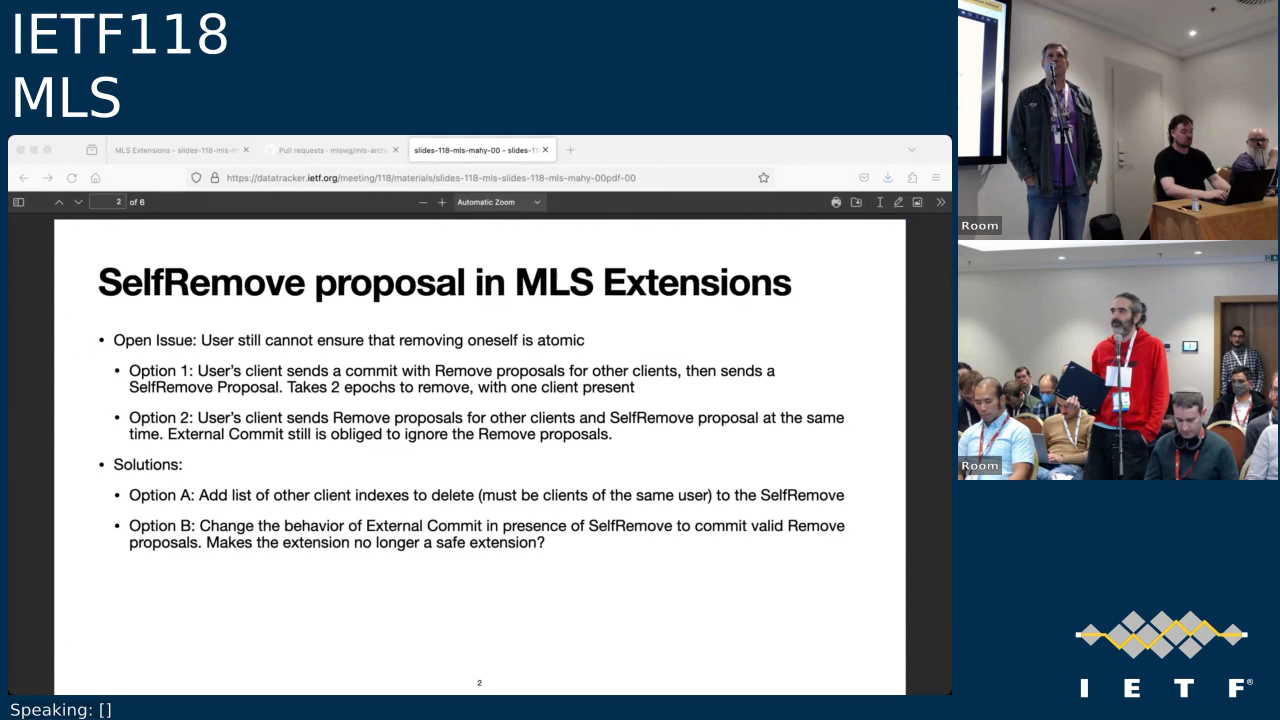 IETF118
MLS
MLS Extensions - slides-118-mls-m
Pull requests · mlswg/mls-arch
slides-118-mls-mahy-00 - slides-11
https://datatracker.ietf.org/meeting/118/materials/slides-118-mls-slides-118-mls-mahy-00pdf-00
2 of 6
Automatic Zoom
SelfRemove proposal in MLS Extensions
• Open Issue: User still cannot ensure that removing oneself is atomic
• Option 1: User's client sends a commit with Remove proposals for other clients, then sends a
SelfRemove Proposal. Takes 2 epochs to remove, with one client present
• Option 2: User's client sends Remove proposals for other clients and SelfRemove proposal at the same
time. External Commit still is obliged to ignore the Remove proposals.
• Solutions:
• Option A: Add list of other client indexes to delete (must be clients of the same user) to the SelfRemove
• Option B: Change the behavior of External Commit in presence of SelfRemove to commit valid Remove
proposals. Makes the extension no longer a safe extension?
2
Room
Room
I E T F®
Speaking: []